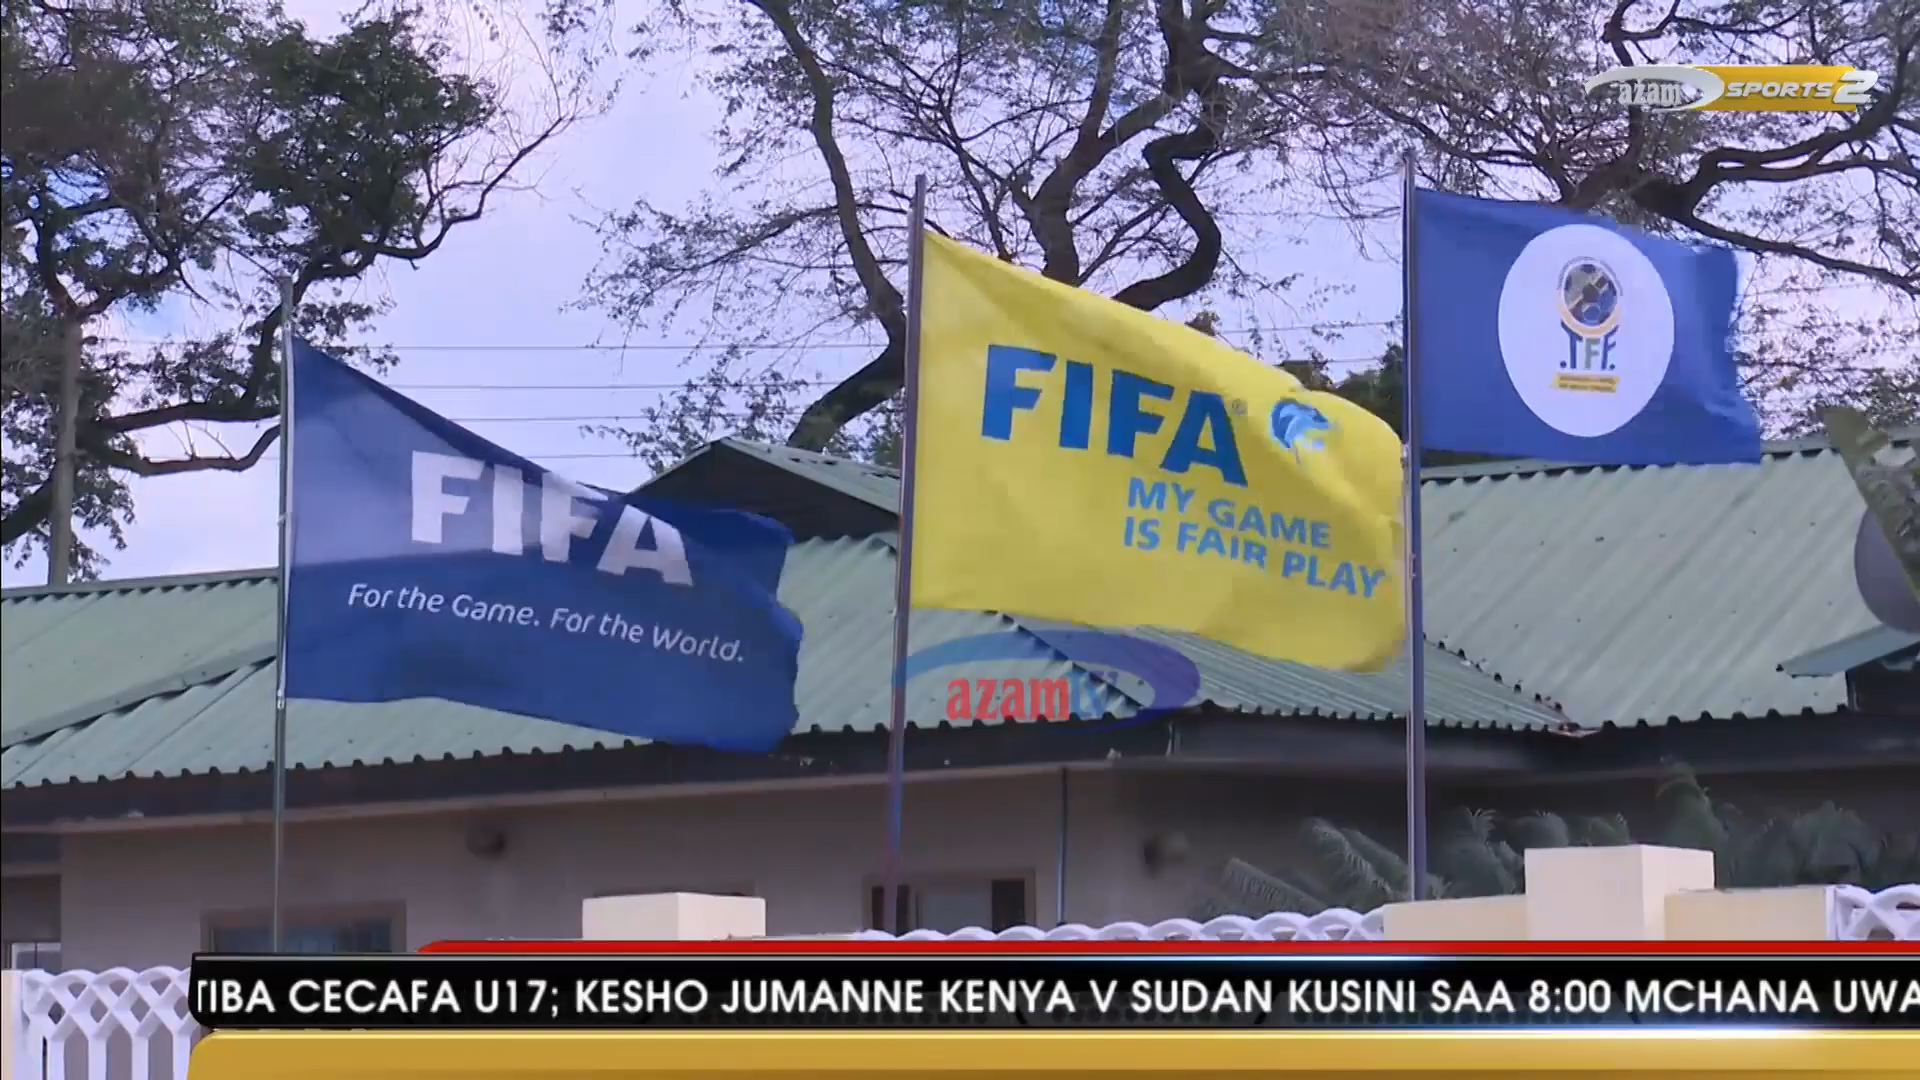 azam SPORTS 2
FIFA
For the Game. For the World.
FIFA®
MY GAME
IS FAIR PLAY
TFF
azamtv
TIBA CECAFA U17; KESHO JUMANNE KENYA V SUDAN KUSINI SAA 8:00 MCHANA UWA